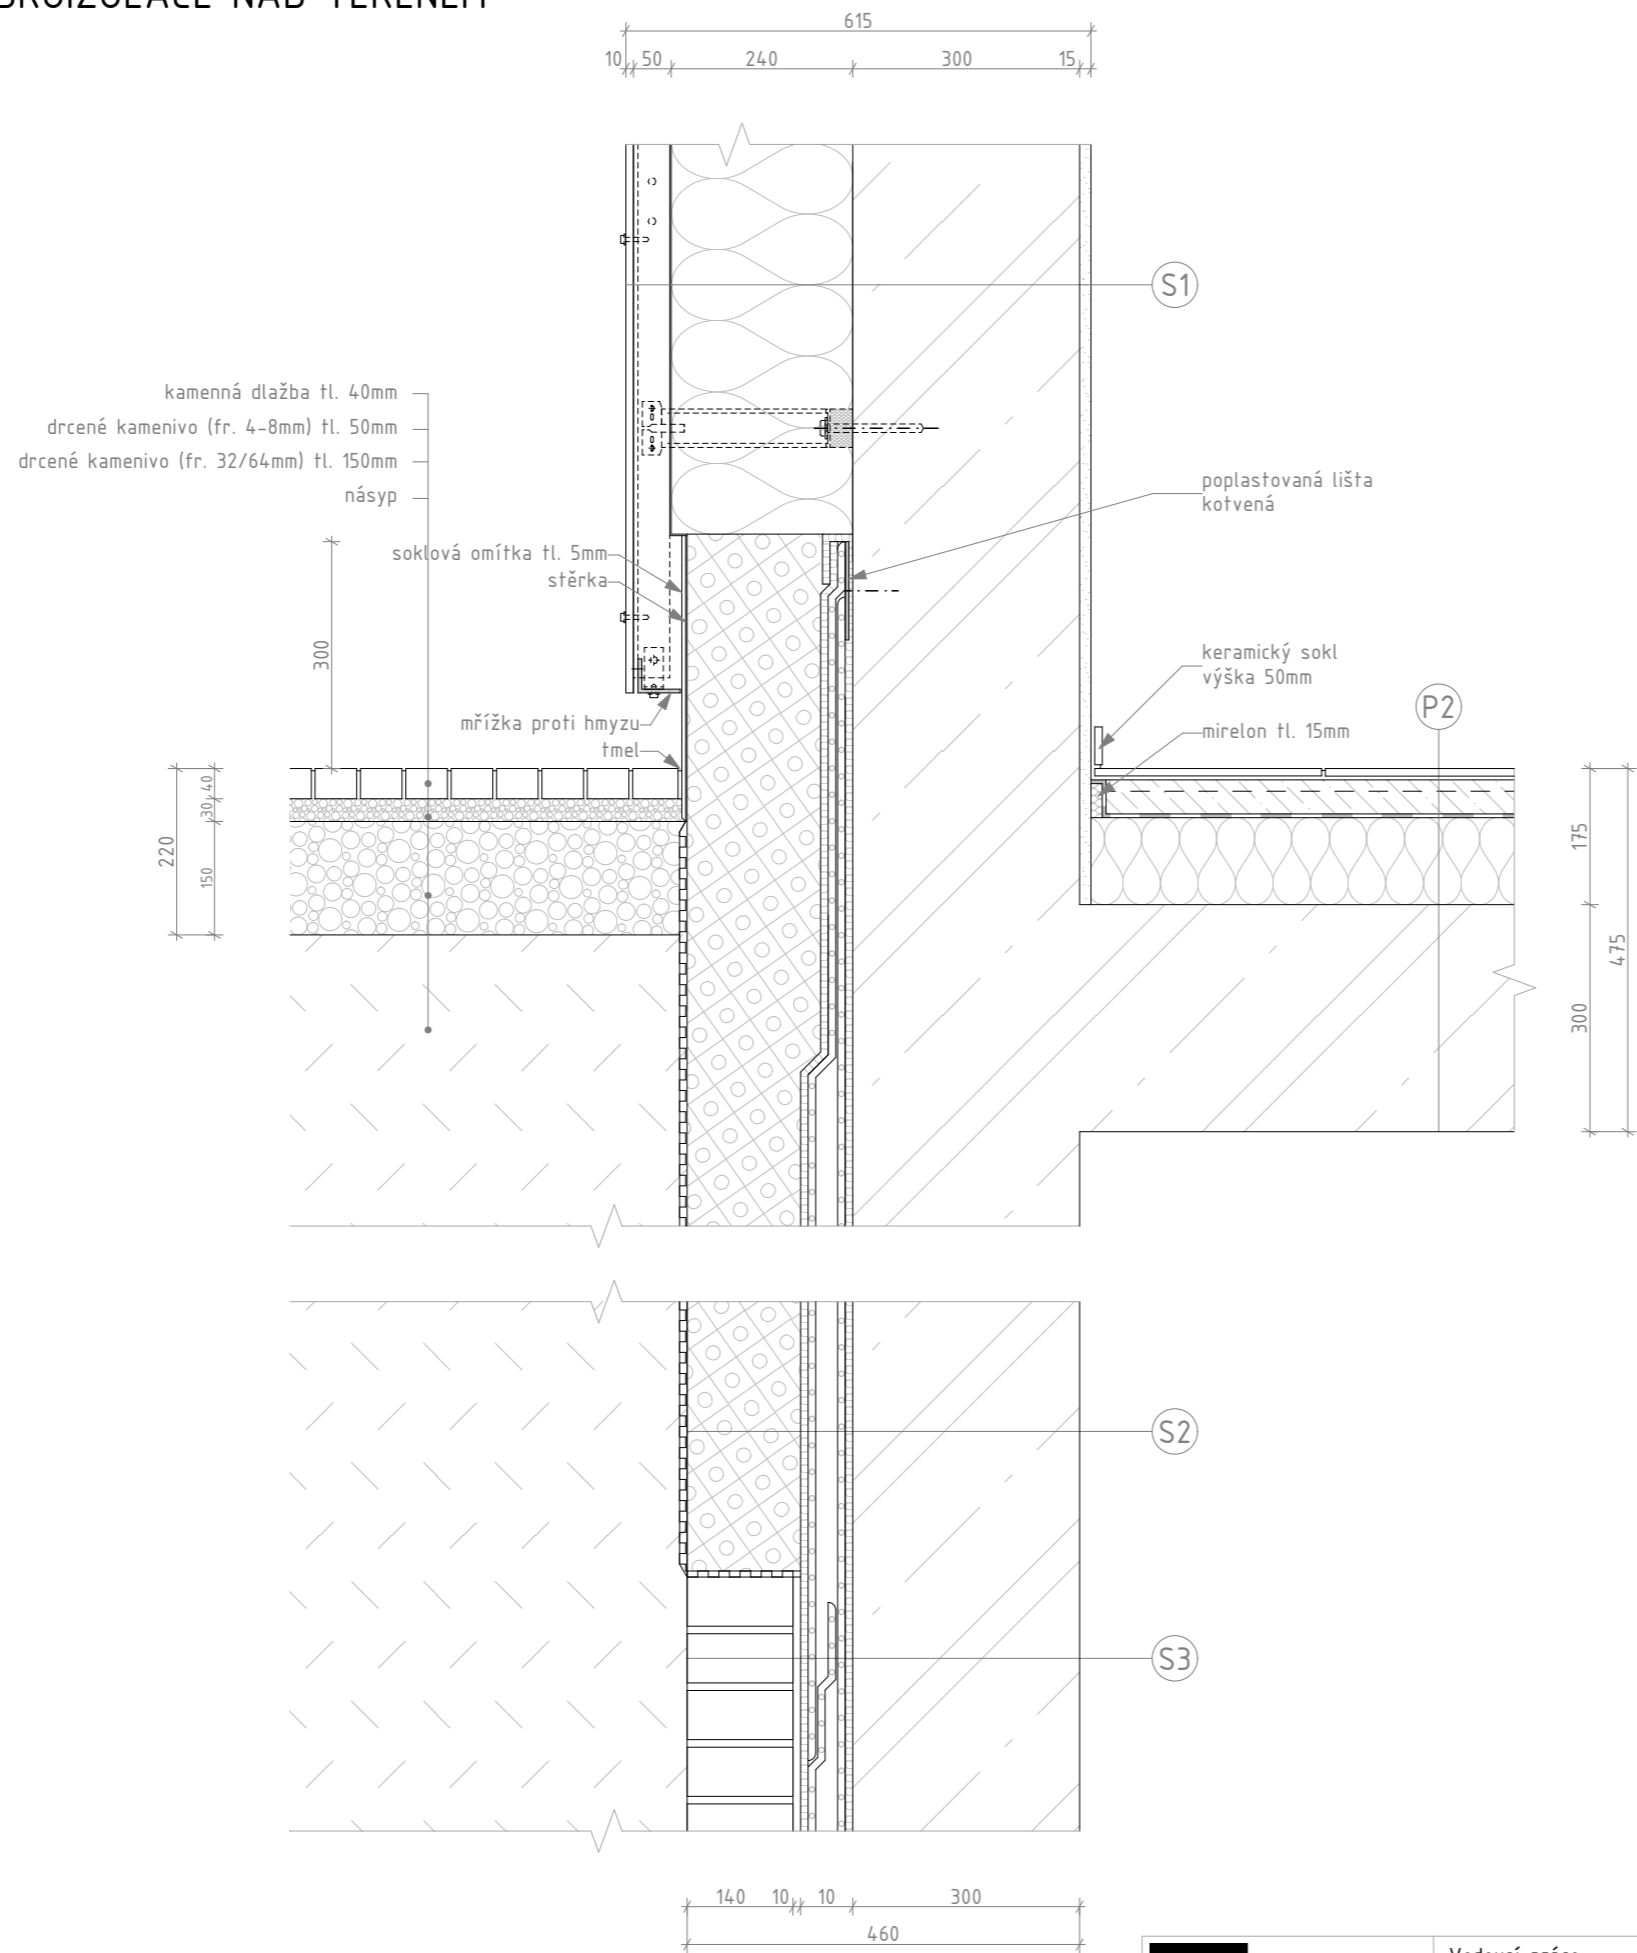 NAD TERÉNEM
615
10 50 240 300 15
S1
kamenná dlažba tl. 40mm
drcené kamenivo (fr. 4-8mm) tl. 50mm
drcené kamenivo (fr. 32/64mm) tl. 150mm
násyp
poplastovaná lišta
kotvená
soklová omítka tl. 5mm
stěrka
300
keramický sokl
výška 50mm
P2
mřížka proti hmyzu
mirelon tl. 15mm
tmel
40
30
220
150
175
475
300
S2
S3
140 10 10 300
460